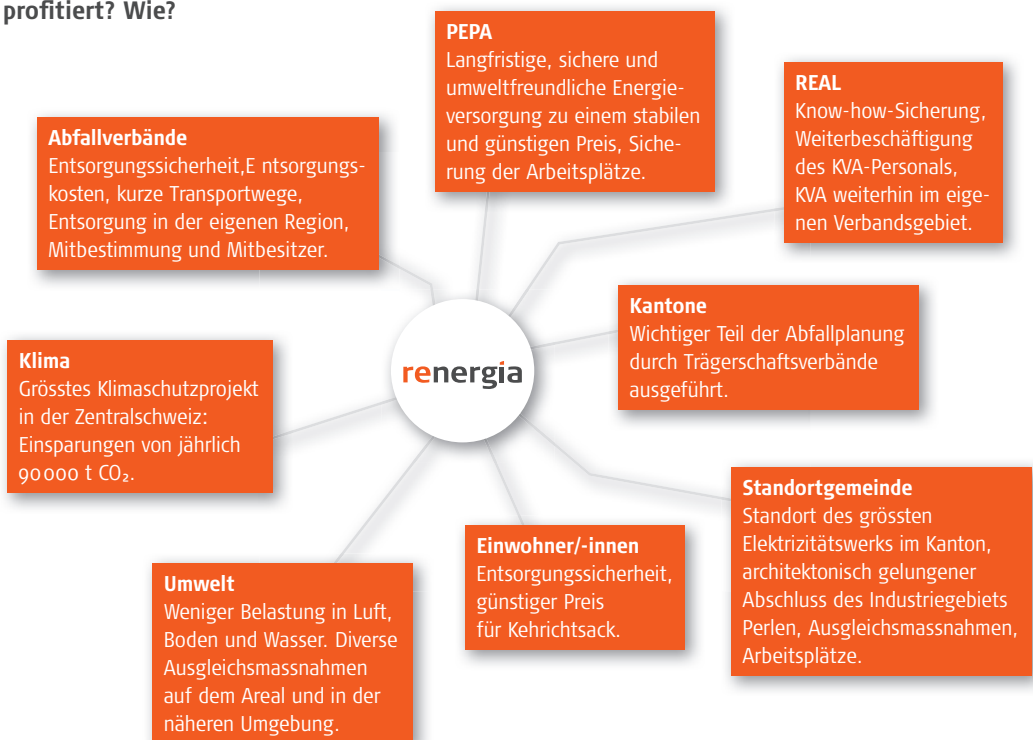 profitiert? Wie?
PEPA
Langfristige, sichere und
umweltfreundliche Energie-
versorgung zu einem stabilen
und günstigen Preis, Siche-
rung der Arbeitsplätze.
REAL
Know-how-Sicherung,
Weiterbeschäftigung
des KVA-Personals,
KVA weiterhin im eige-
nen Verbandsgebiet.
Abfallverbände
Entsorgungssicherheit,E ntsorgungs-
kosten, kurze Transportwege,
Entsorgung in der eigenen Region,
Mitbestimmung und Mitbesitzer.
Kantone
Wichtiger Teil der Abfallplanung
durch Trägerschaftsverbände
ausgeführt.
renergia
Klima
Grösstes Klimaschutzprojekt
in der Zentralschweiz:
Einsparungen von jährlich
90000 t CO₂.
Standortgemeinde
Standort des grössten
Elektrizitätswerks im Kanton,
architektonisch gelungener
Abschluss des Industriegebiets
Perlen, Ausgleichsmassnahmen,
Arbeitsplätze.
Einwohner/-innen
Entsorgungssicherheit,
günstiger Preis
für Kehrichtsack.
Umwelt
Weniger Belastung in Luft,
Boden und Wasser. Diverse
Ausgleichsmassnahmen
auf dem Areal und in der
näheren Umgebung.